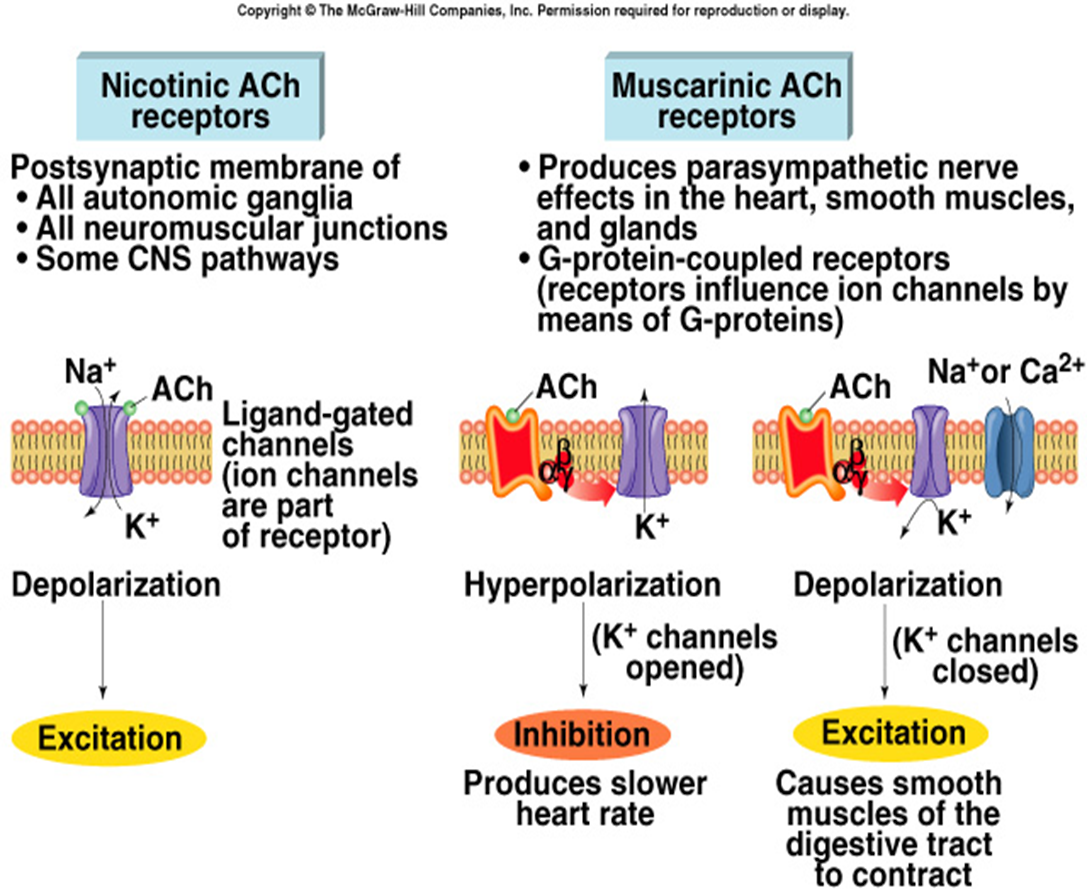 Copyright © The McGraw-Hill Companies, Inc. Permission required for reproduction or display.
Nicotinic ACh
receptors
Postsynaptic membrane of
• All autonomic ganglia
• All neuromuscular junctions
• Some CNS pathways
Muscarinic ACh
receptors
• Produces parasympathetic nerve
effects in the heart, smooth muscles,
and glands
• G-protein-coupled receptors
(receptors influence ion channels by
means of G-proteins)
Na⁺
ACh
K⁺
Ligand-gated
channels
(ion channels
are part
of receptor)
Depolarization
Excitation
ACh
β
α γ
K⁺
Hyperpolarization
(K⁺ channels
opened)
Inhibition
Produces slower
heart rate
ACh
Na⁺or Ca²⁺
β
α γ
K⁺
Depolarization
(K⁺ channels
closed)
Excitation
Causes smooth
muscles of the
digestive tract
to contract